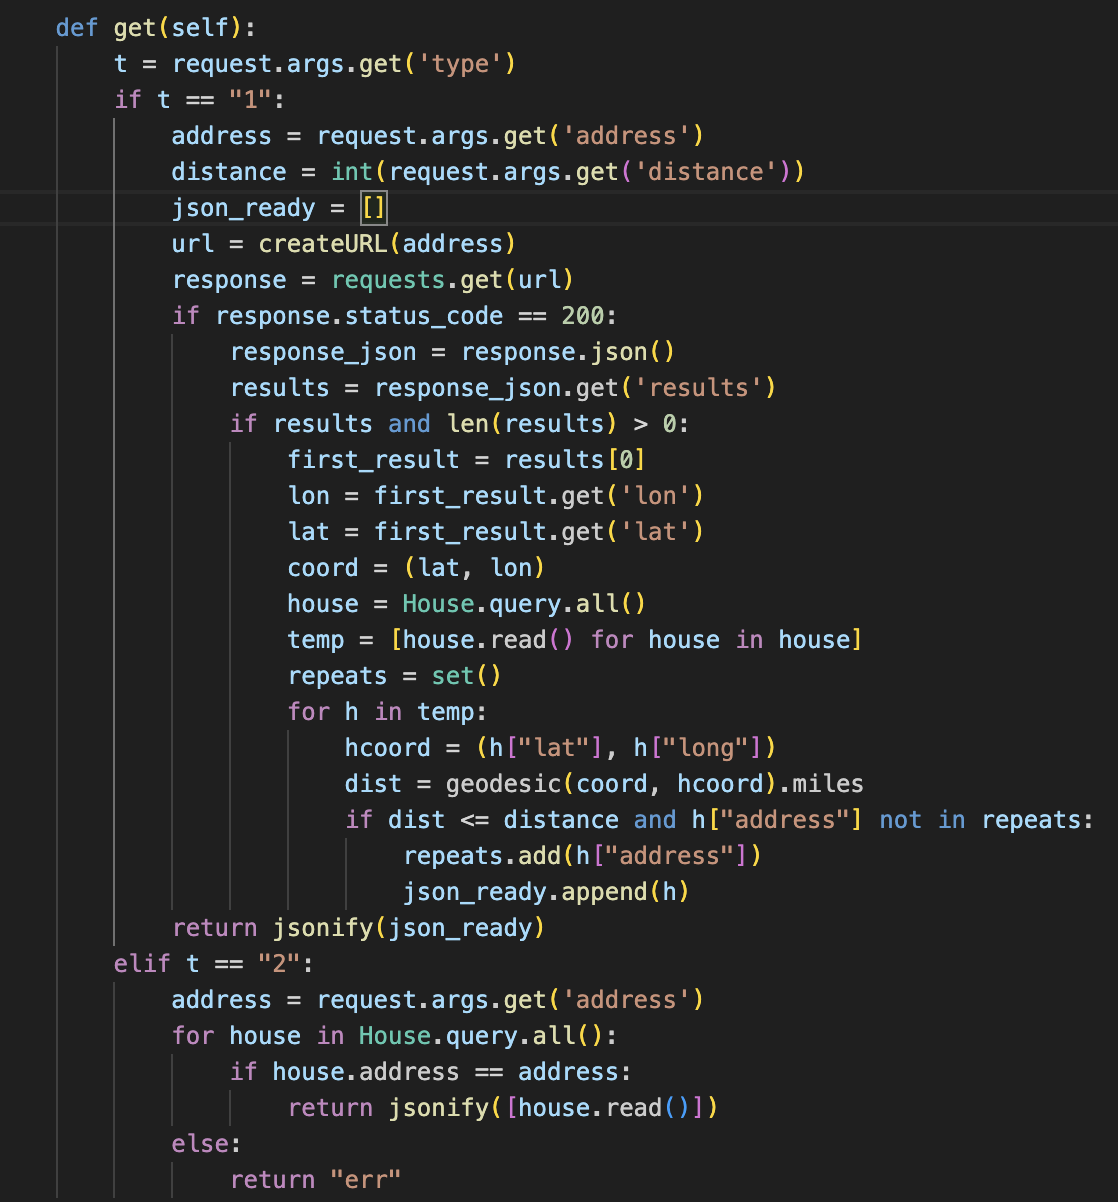 def get(self):
    t = request.args.get('type')
    if t == "1":
        address = request.args.get('address')
        distance = int(request.args.get('distance'))
        json_ready = []
        url = createURL(address)
        response = requests.get(url)
        if response.status_code == 200:
            response_json = response.json()
            results = response_json.get('results')
            if results and len(results) > 0:
                first_result = results[0]
                lon = first_result.get('lon')
                lat = first_result.get('lat')
                coord = (lat, lon)
                house = House.query.all()
                temp = [house.read() for house in house]
                repeats = set()
                for h in temp:
                    hcoord = (h["lat"], h["long"])
                    dist = geodesic(coord, hcoord).miles
                    if dist <= distance and h["address"] not in repeats:
                        repeats.add(h["address"])
                        json_ready.append(h)
        return jsonify(json_ready)
    elif t == "2":
        address = request.args.get('address')
        for house in House.query.all():
            if house.address == address:
                return jsonify([house.read()])
        else:
            return "err"